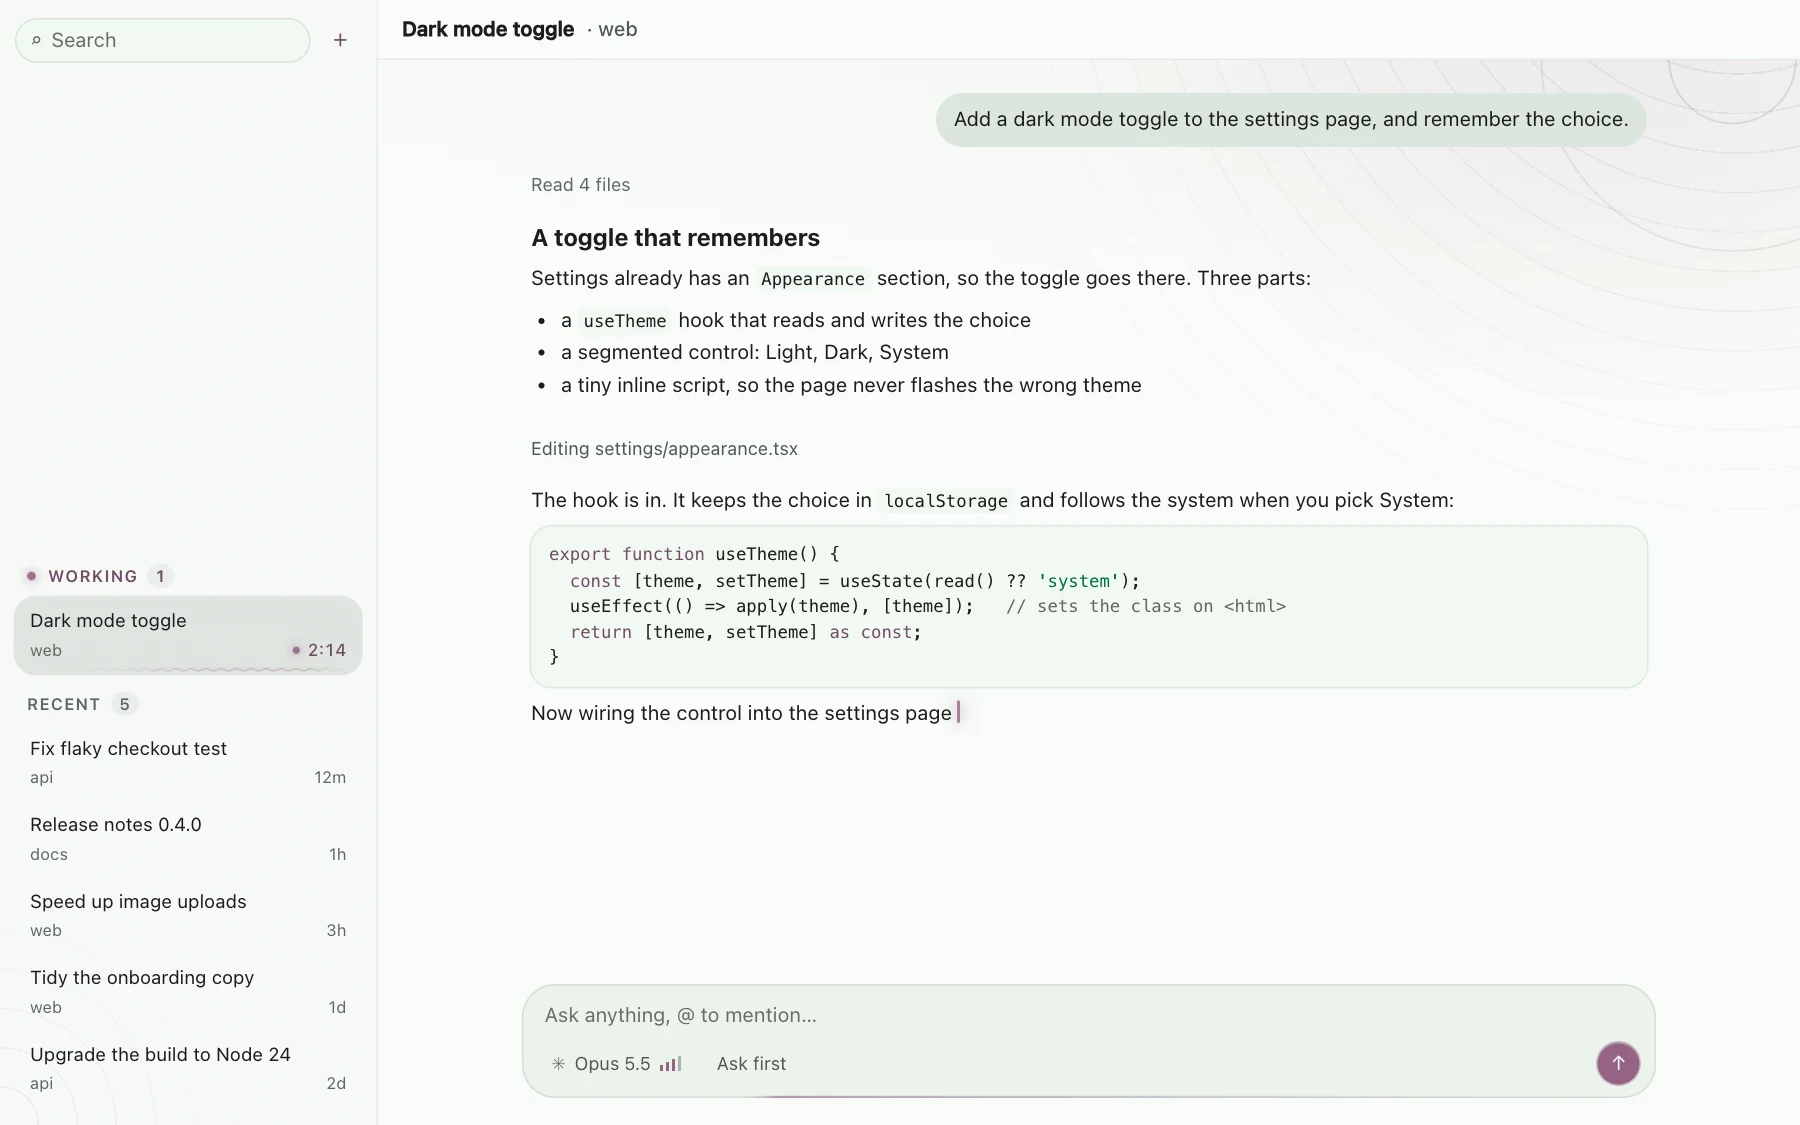 Search
+
Dark mode toggle · web
Add a dark mode toggle to the settings page, and remember the choice.
Read 4 files
A toggle that remembers
Settings already has an Appearance section, so the toggle goes there. Three parts:
• a useTheme hook that reads and writes the choice
• a segmented control: Light, Dark, System
• a tiny inline script, so the page never flashes the wrong theme
Editing settings/appearance.tsx
The hook is in. It keeps the choice in localStorage and follows the system when you pick System:
export function useTheme() {
  const [theme, setTheme] = useState(read() ?? 'system');
  useEffect(() => apply(theme), [theme]);   // sets the class on <html>
  return [theme, setTheme] as const;
}
Now wiring the control into the settings page
WORKING 1
Dark mode toggle
web 2:14
RECENT 5
Fix flaky checkout test
api 12m
Release notes 0.4.0
docs 1h
Speed up image uploads
web 3h
Tidy the onboarding copy
web 1d
Upgrade the build to Node 24
api 2d
Ask anything, @ to mention...
Opus 5.5 Ask first